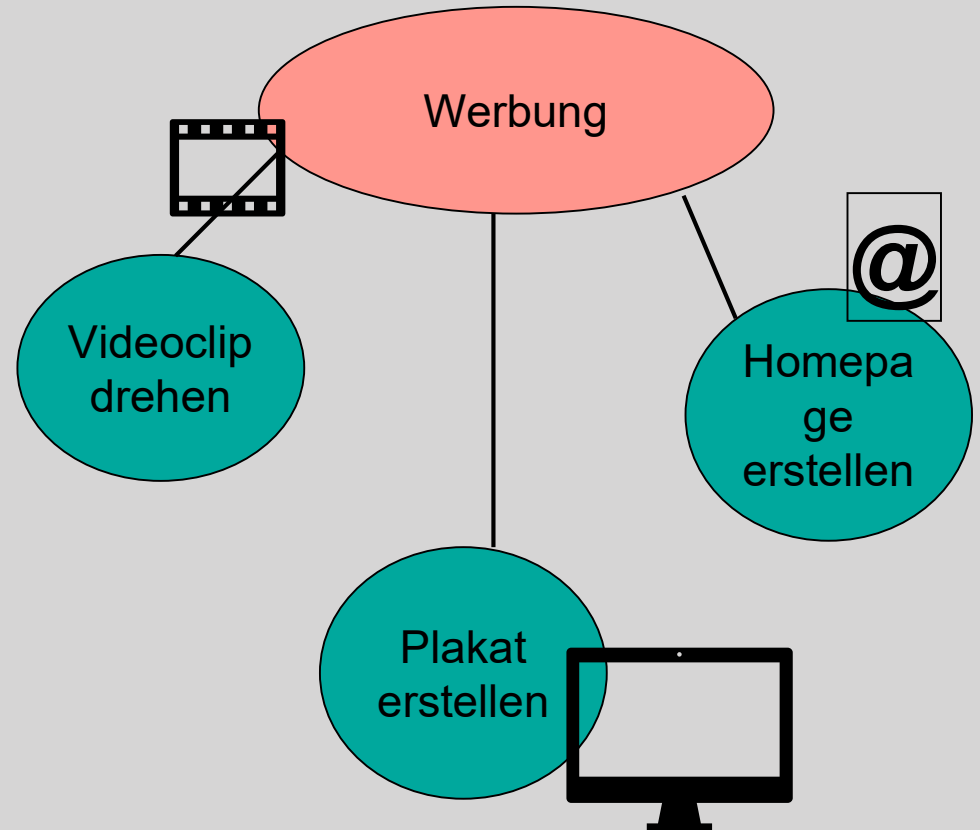 Werbung
@
Videoclip
drehen
Homepa
ge
erstellen
Plakat
erstellen